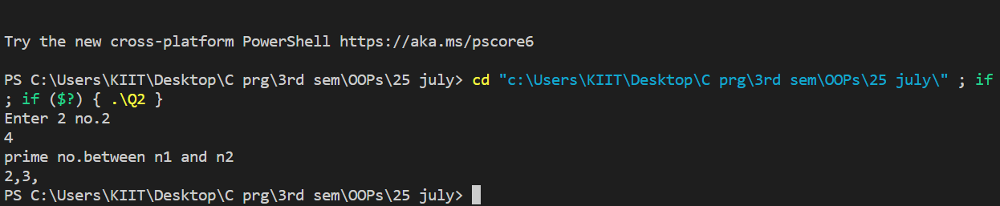 Try the new cross-platform PowerShell https://aka.ms/pscore6
PS C:\Users\KIIT\Desktop\C prg\3rd sem\OOPs\25 july> cd "c:\Users\KIIT\Desktop\C prg\3rd sem\OOPs\25 july\" ; if
; if ($?) { .\Q2 }
Enter 2 no.2
4
prime no.between n1 and n2
2,3,
PS C:\Users\KIIT\Desktop\C prg\3rd sem\OOPs\25 july>